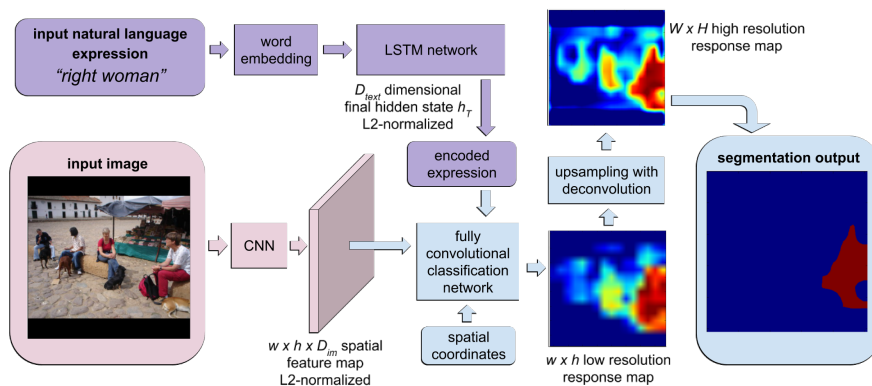 input natural language
expression
“right woman”
word
embedding
LSTM network
D_text dimensional
final hidden state h_T
L2-normalized
encoded
expression
input image
CNN
w x h x D_im spatial
feature map
L2-normalized
fully
convolutional
classification
network
spatial
coordinates
w x h low resolution
response map
upsampling with
deconvolution
W x H high resolution
response map
segmentation output